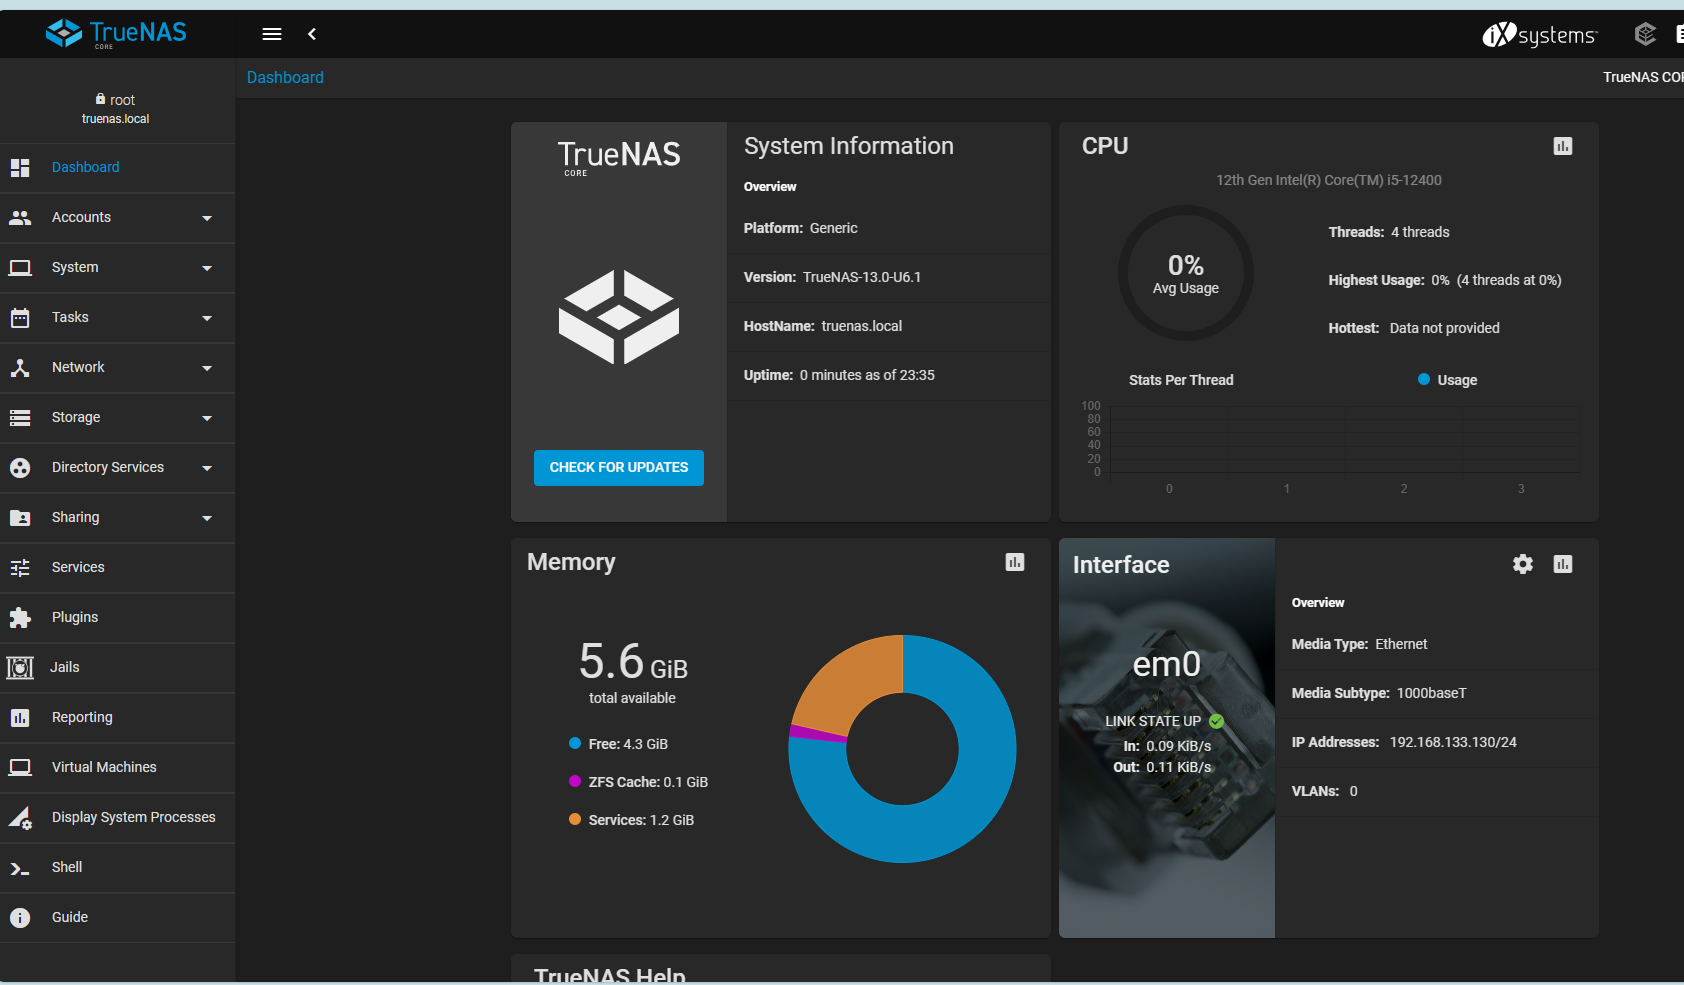 TrueNAS
CORE
iXsystems
Dashboard
TrueNAS COR
root
truenas.local
Dashboard
Accounts
System
Tasks
Network
Storage
Directory Services
Sharing
Services
Plugins
Jails
Reporting
Virtual Machines
Display System Processes
Shell
Guide
TrueNAS
CORE
CHECK FOR UPDATES
System Information
Overview
Platform: Generic
Version: TrueNAS-13.0-U6.1
HostName: truenas.local
Uptime: 0 minutes as of 23:35
CPU
12th Gen Intel(R) Core(TM) i5-12400
0%
Avg Usage
Threads: 4 threads
Highest Usage: 0% (4 threads at 0%)
Hottest: Data not provided
Stats Per Thread
Usage
100
80
60
40
20
0
0 1 2 3
Memory
5.6 GiB
total available
Free: 4.3 GiB
ZFS Cache: 0.1 GiB
Services: 1.2 GiB
Interface
em0
LINK STATE UP
In: 0.09 KiB/s
Out: 0.11 KiB/s
Overview
Media Type: Ethernet
Media Subtype: 1000baseT
IP Addresses: 192.168.133.130/24
VLANs: 0
TrueNAS Help